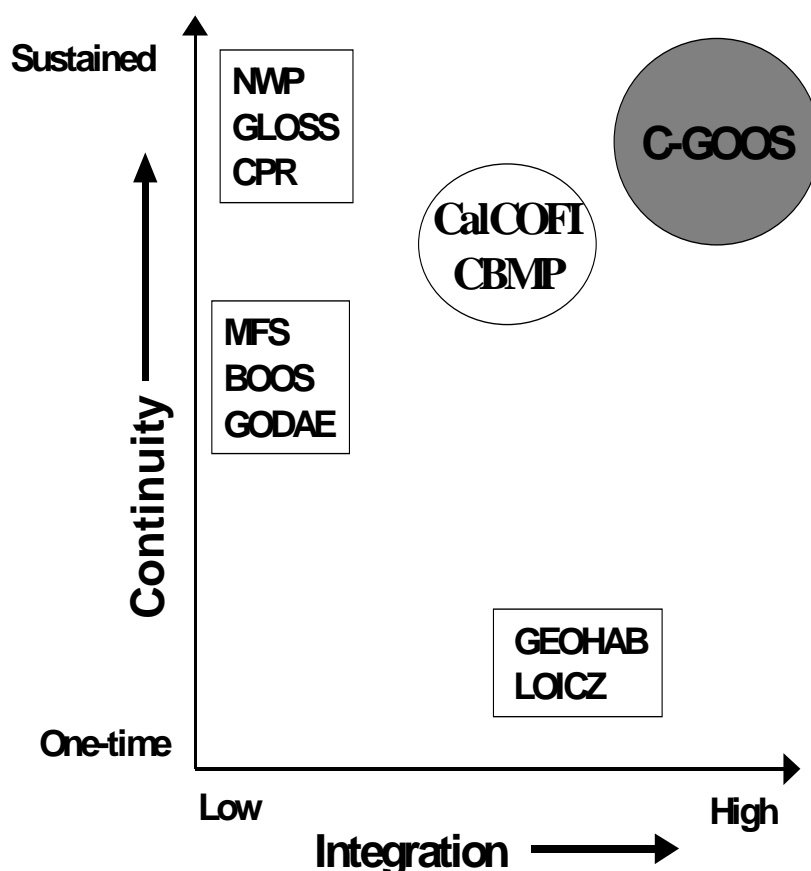 Sustained
NWP
GLOSS
CPR
C-GOOS
CalCOFI
CBMP
MFS
BOOS
GODAE
Continuity
GEOHAB
LOICZ
One-time
Low
High
Integration